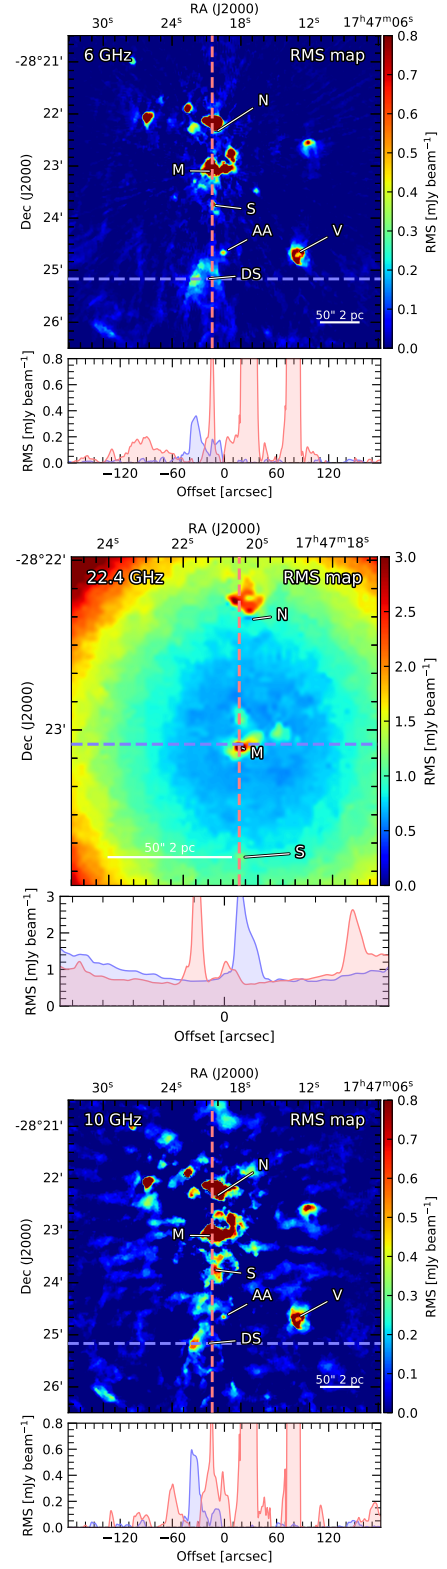 RA (J2000)
30ˢ 24ˢ 18ˢ 12ˢ 17ʰ47ᵐ06ˢ
6 GHz RMS map
-28°21'
22'
23'
24'
25'
26'
Dec (J2000)
N
M
S
AA
V
DS
50" 2 pc
0.8
0.7
0.6
0.5
0.4
0.3
0.2
0.1
0.0
RMS [mJy beam⁻¹]
0.8
0.6
0.4
0.2
0.0
RMS [mJy beam⁻¹]
−120 −60 0 60 120
Offset [arcsec]
RA (J2000)
24ˢ 22ˢ 20ˢ 17ʰ47ᵐ18ˢ
-28°22'
22.4 GHz RMS map
23'
Dec (J2000)
N
M
S
50" 2 pc
3.0
2.5
2.0
1.5
1.0
0.5
0.0
RMS [mJy beam⁻¹]
3
2
1
0
RMS [mJy beam⁻¹]
0
Offset [arcsec]
RA (J2000)
30ˢ 24ˢ 18ˢ 12ˢ 17ʰ47ᵐ06ˢ
10 GHz RMS map
-28°21'
22'
23'
24'
25'
26'
Dec (J2000)
N
M
S
AA
V
DS
50" 2 pc
0.8
0.7
0.6
0.5
0.4
0.3
0.2
0.1
0.0
RMS [mJy beam⁻¹]
0.8
0.6
0.4
0.2
0.0
RMS [mJy beam⁻¹]
−120 −60 0 60 120
Offset [arcsec]